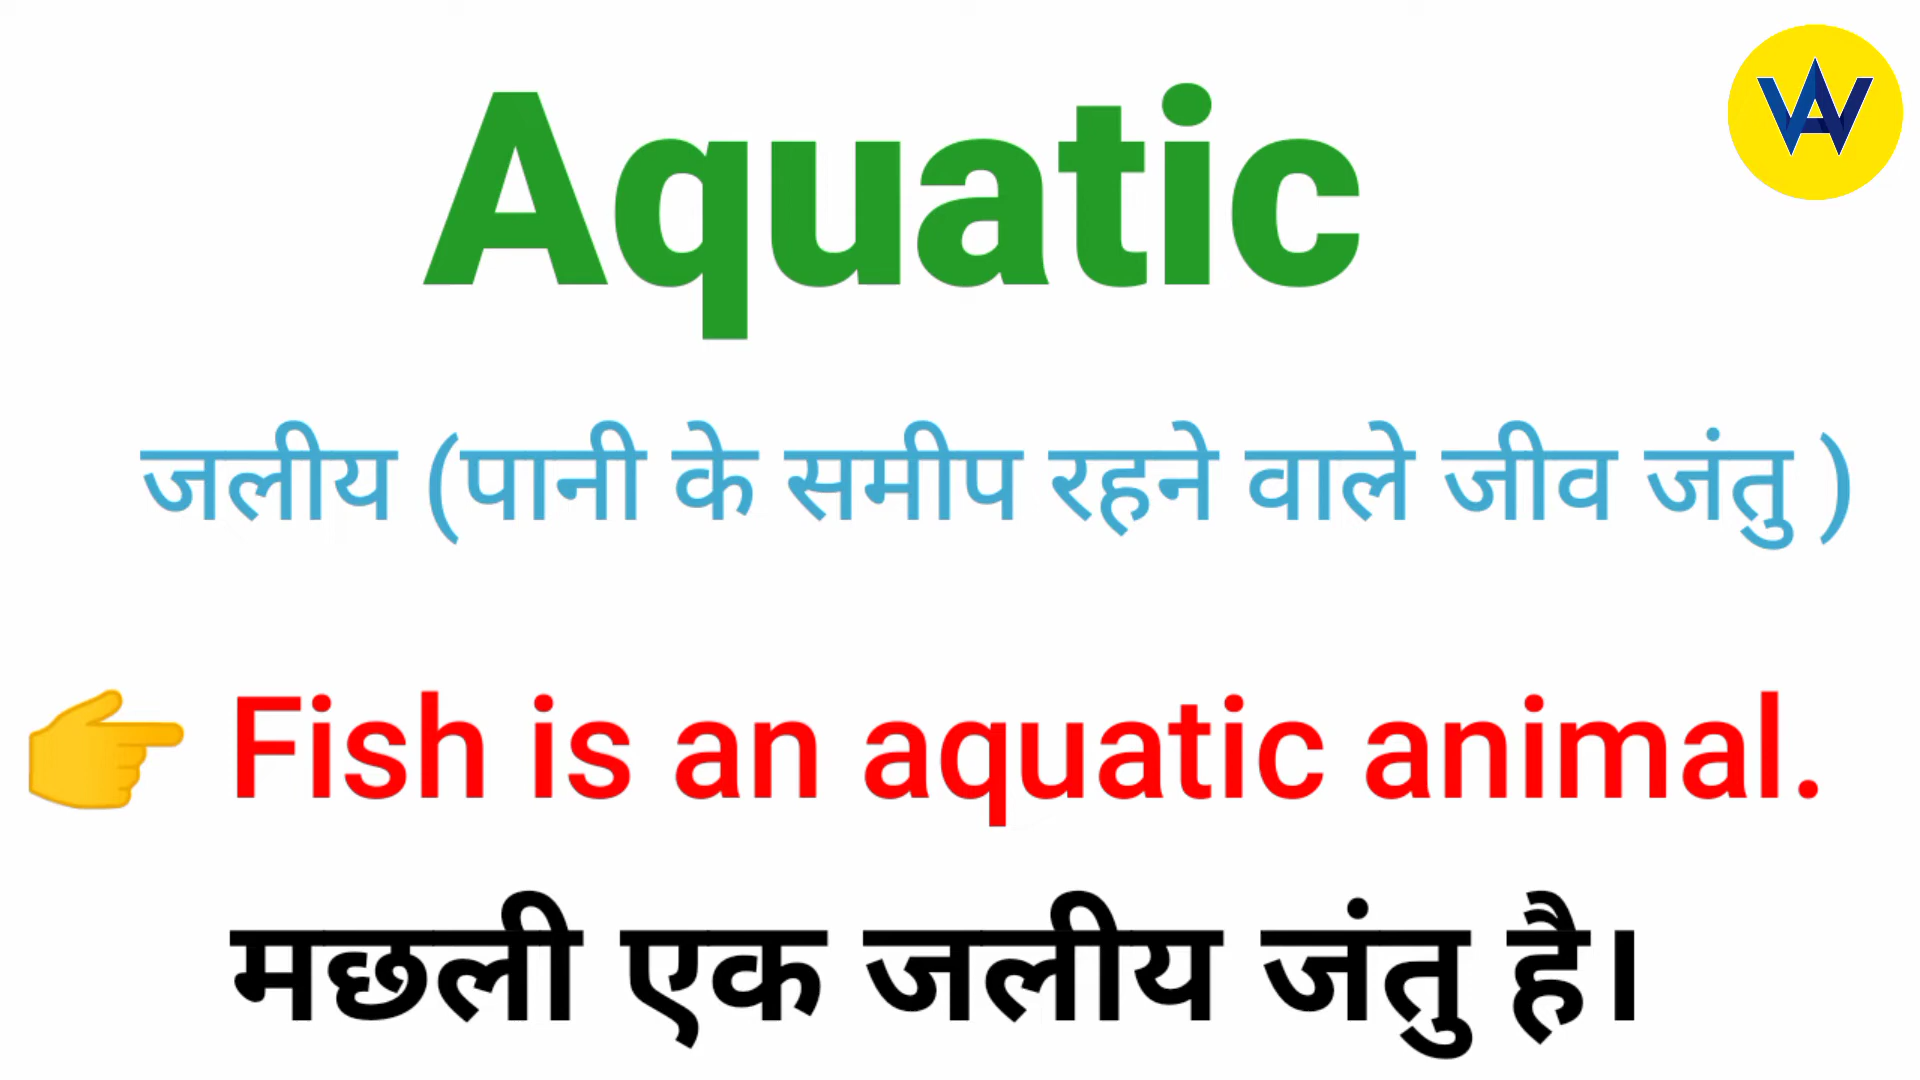 Aquatic
जलीय (पानी के समीप रहने वाले जीव जंतु )
👉 Fish is an aquatic animal.
मछली एक जलीय जंतु है।